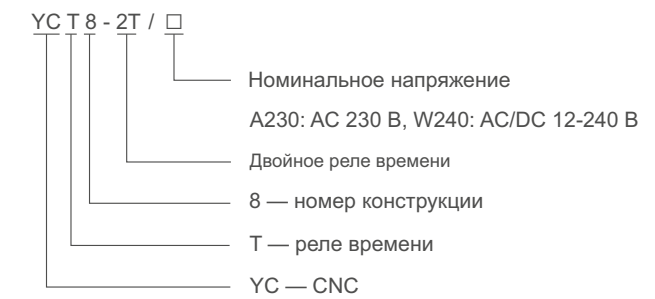 YC T 8 - 2T / □
Номинальное напряжение
A230: AC 230 В, W240: AC/DC 12-240 В
Двойное реле времени
8 — номер конструкции
T — реле времени
YC — CNC